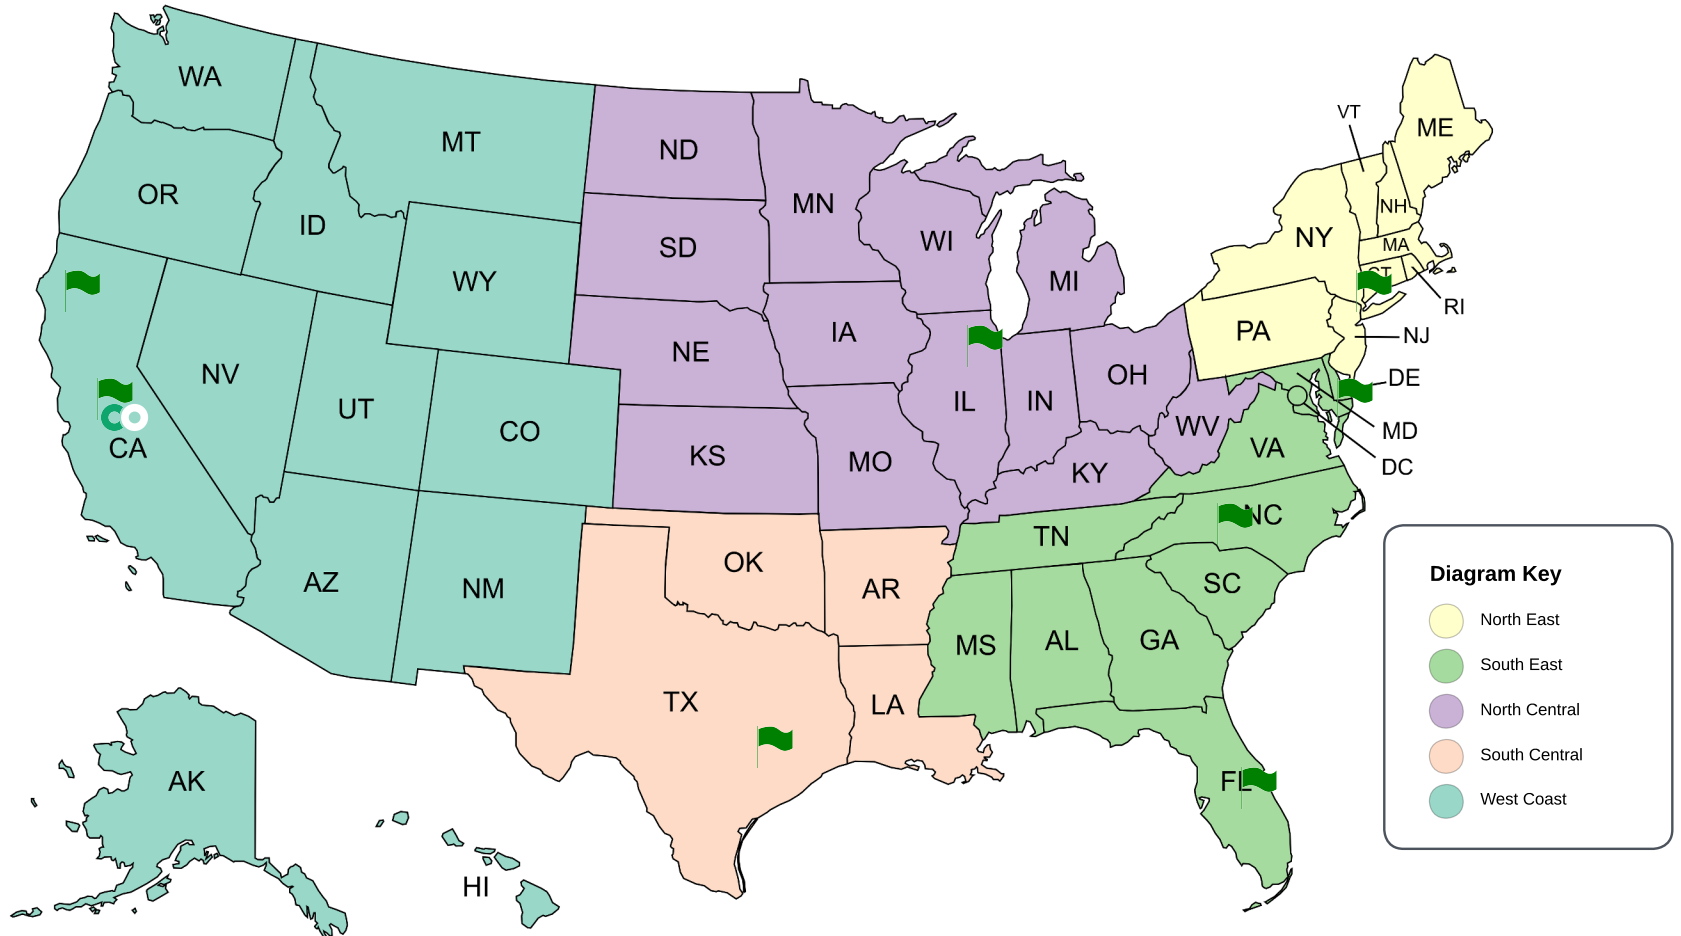 WA
MT
ND
MN
VT
ME
OR
ID
SD
WI
MI
NY
NH
MA
CT
RI
WY
NV
UT
CO
NE
IA
IL
IN
OH
PA
NJ
DE
MD
DC
CA
KS
MO
KY
WV
VA
AZ
NM
OK
AR
TN
NC
SC
MS
AL
GA
TX
LA
FL
AK
HI
Diagram Key
North East
South East
North Central
South Central
West Coast